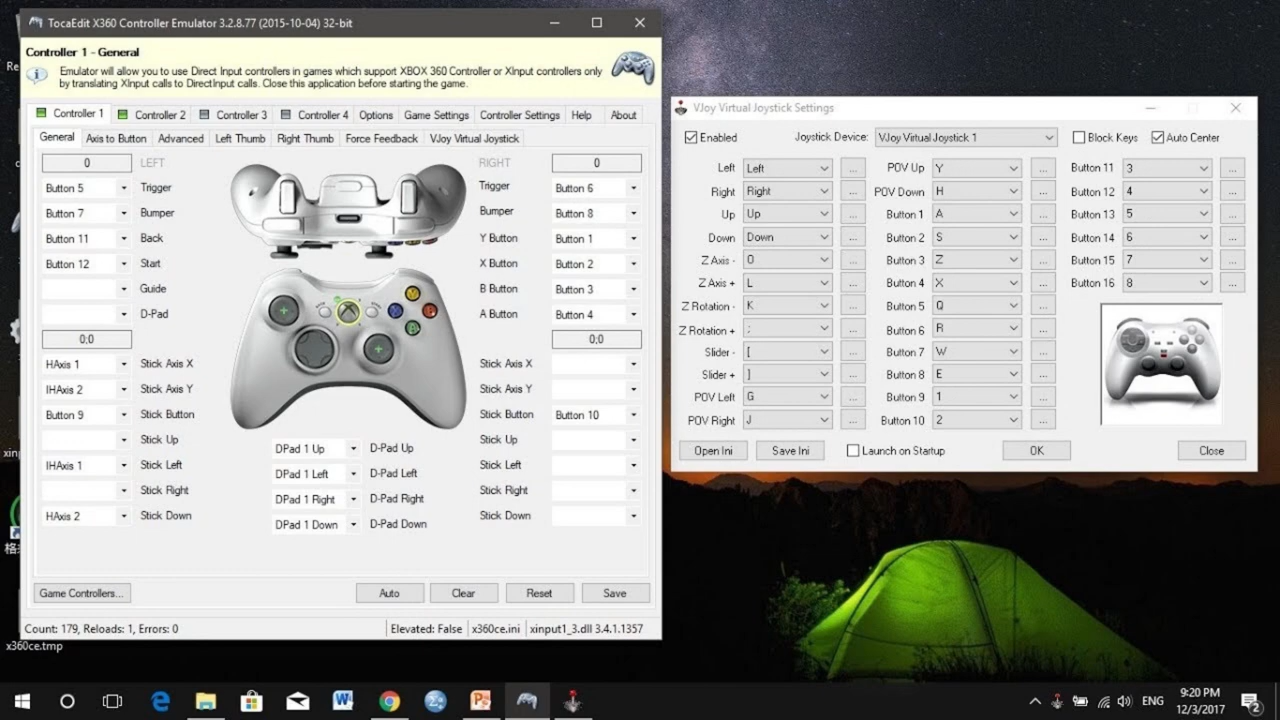 TocaEdit X360 Controller Emulator 3.2.8.77 (2015-10-04) 32-bit
Controller 1 - General
Emulator will allow you to use Direct Input controllers in games which support XBOX 360 Controller or XInput controllers only
by translating XInput calls to DirectInput calls. Close this application before starting the game.
Controller 1 Controller 2 Controller 3 Controller 4 Options Game Settings Controller Settings Help About
General Axis to Button Advanced Left Thumb Right Thumb Force Feedback VJoy Virtual Joystick
0 LEFT RIGHT 0
Button 5 Trigger Trigger Button 6
Button 7 Bumper Bumper Button 8
Button 11 Back Y Button Button 1
Button 12 Start X Button Button 2
Guide B Button Button 3
D-Pad A Button Button 4
0;0 0;0
HAxis 1 Stick Axis X Stick Axis X
IHAxis 2 Stick Axis Y Stick Axis Y
Button 9 Stick Button Stick Button Button 10
Stick Up DPad 1 Up D-Pad Up Stick Up
IHAxis 1 Stick Left DPad 1 Left D-Pad Left Stick Left
Stick Right DPad 1 Right D-Pad Right Stick Right
HAxis 2 Stick Down DPad 1 Down D-Pad Down Stick Down
Game Controllers... Auto Clear Reset Save
Count: 179, Reloads: 1, Errors: 0 Elevated: False x360ce.ini xinput1_3.dll 3.4.1.1357
x360ce.tmp
VJoy Virtual Joystick Settings
Enabled Joystick Device: VJoy Virtual Joystick 1 Block Keys Auto Center
Left Left ... POV Up Y ... Button 11 3 ...
Right Right ... POV Down H ... Button 12 4 ...
Up Up ... Button 1 A ... Button 13 5 ...
Down Down ... Button 2 S ... Button 14 6 ...
Z Axis - O ... Button 3 Z ... Button 15 7 ...
Z Axis + L ... Button 4 X ... Button 16 8 ...
Z Rotation - K ... Button 5 Q ...
Z Rotation + ; ... Button 6 R ...
Slider - [ ... Button 7 W ...
Slider + ] ... Button 8 E ...
POV Left G ... Button 9 1 ...
POV Right J ... Button 10 2 ...
Open Ini Save Ini Launch on Startup OK Close
ENG 9:20 PM
12/3/2017
2